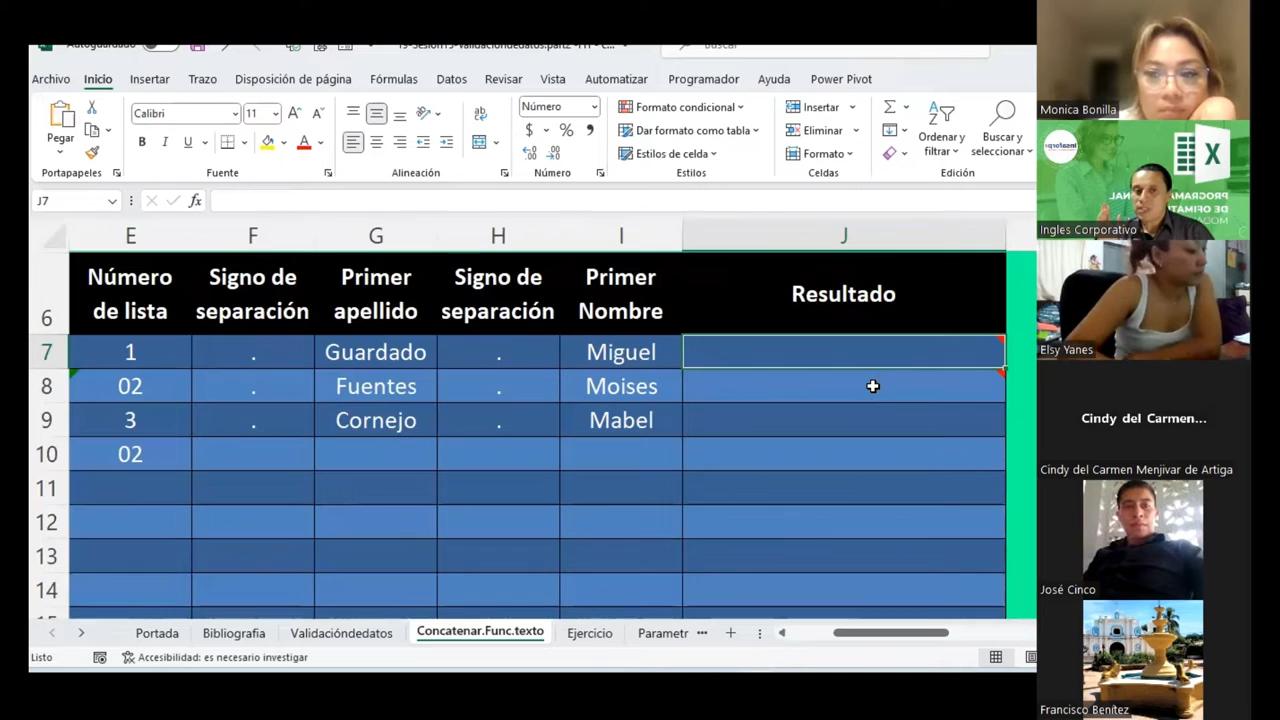 Autoguardado
Buscar
Archivo Inicio Insertar Trazo Disposición de página Fórmulas Datos Revisar Vista Automatizar Programador Ayuda Power Pivot
Pegar
Portapapeles
Calibri 11
N K S
Fuente
Alineación
Número
$ % 000
Número
Formato condicional
Dar formato como tabla
Estilos de celda
Estilos
Insertar
Eliminar
Formato
Celdas
Ordenar y filtrar
Buscar y seleccionar
Edición
J7 fx
E F G H I J
6 Número de lista Signo de separación Primer apellido Signo de separación Primer Nombre Resultado
7 1 . Guardado . Miguel
8 02 . Fuentes . Moises
9 3 . Cornejo . Mabel
10 02
11
12
13
14
Portada Bibliografia Validacióndedatos Concatenar.Func.texto Ejercicio Parametr ...
Listo Accesibilidad: es necesario investigar
Monica Bonilla
Ingles Corporativo
Elsy Yanes
Cindy del Carmen...
Cindy del Carmen Menjivar de Artiga
José Cinco
Francisco Benítez